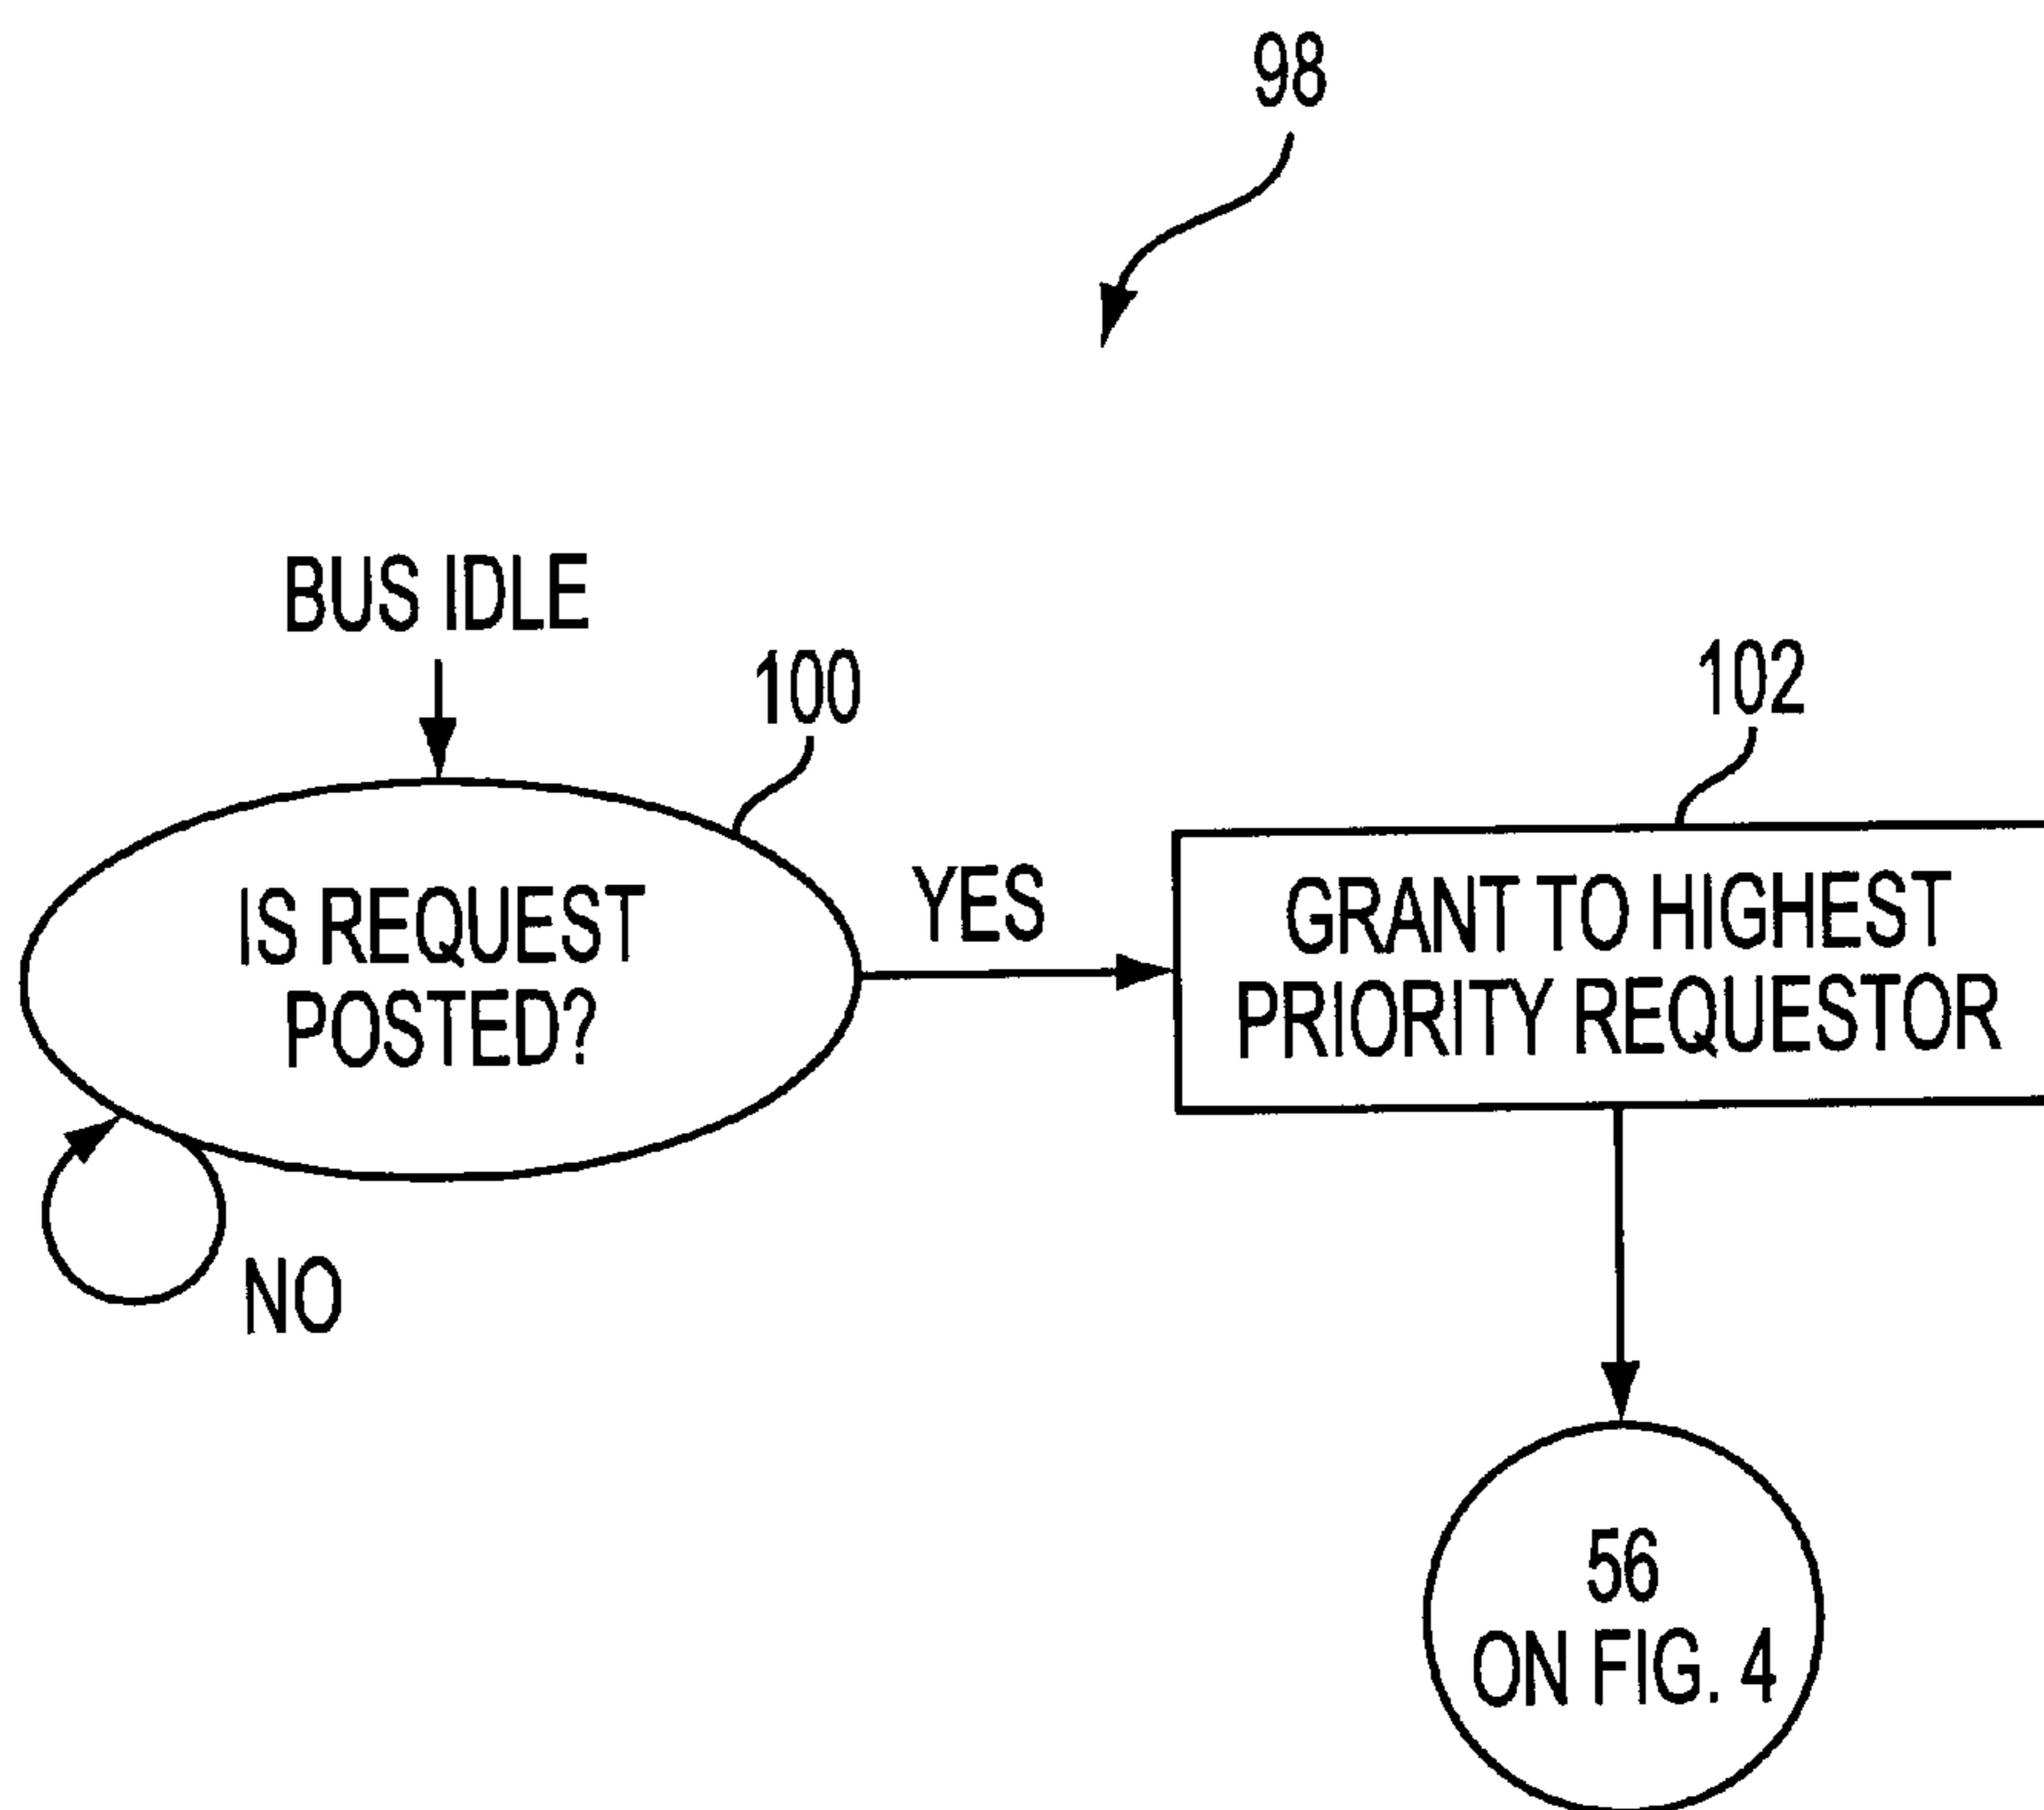 98
BUS IDLE
100
102
IS REQUEST
POSTED?
YES
GRANT TO HIGHEST
PRIORITY REQUESTOR
NO
56
ON FIG. 4